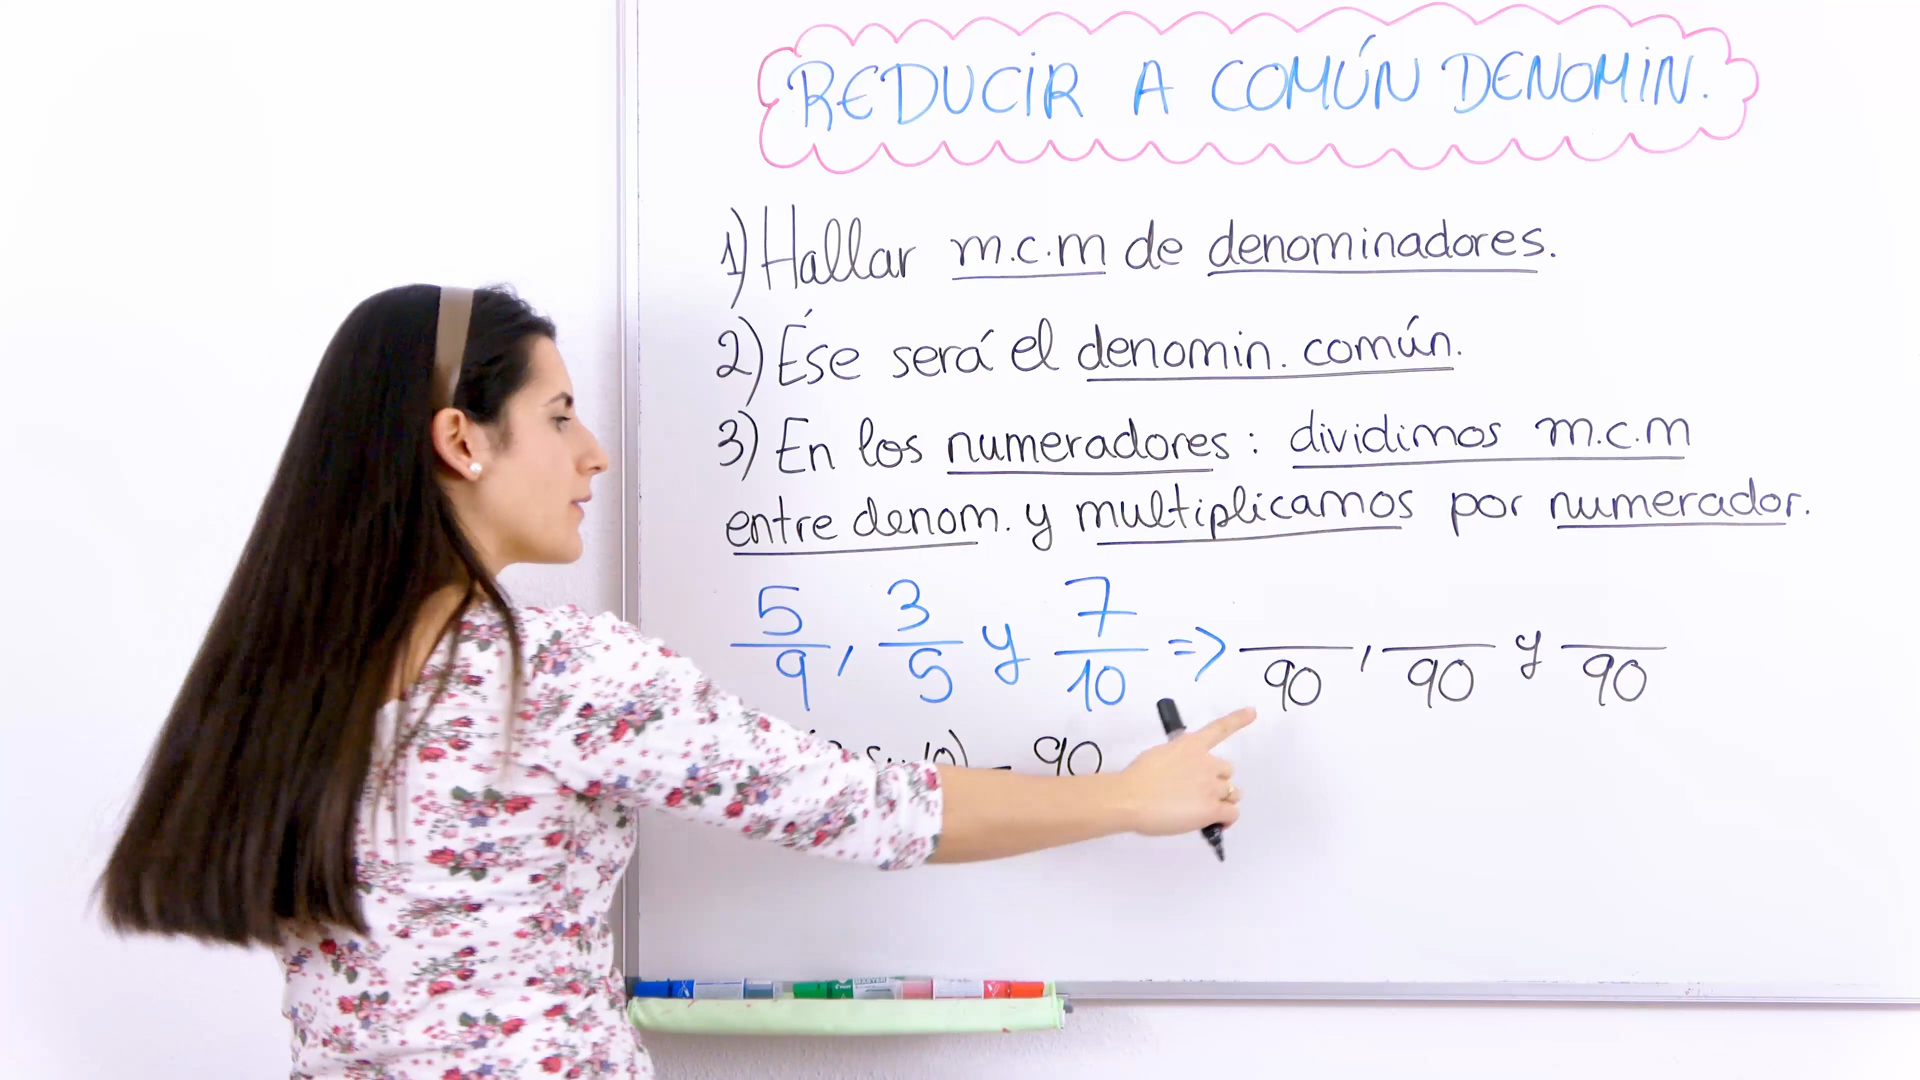 REDUCIR A COMÚN DENOMIN.
1) Hallar m.c.m de denominadores.
2) Ése será el denomin. común.
3) En los numeradores: dividimos m.c.m
entre denom. y multiplicamos por numerador.
5/9, 3/5 y 7/10 => /90, /90 y /90
10) = 90